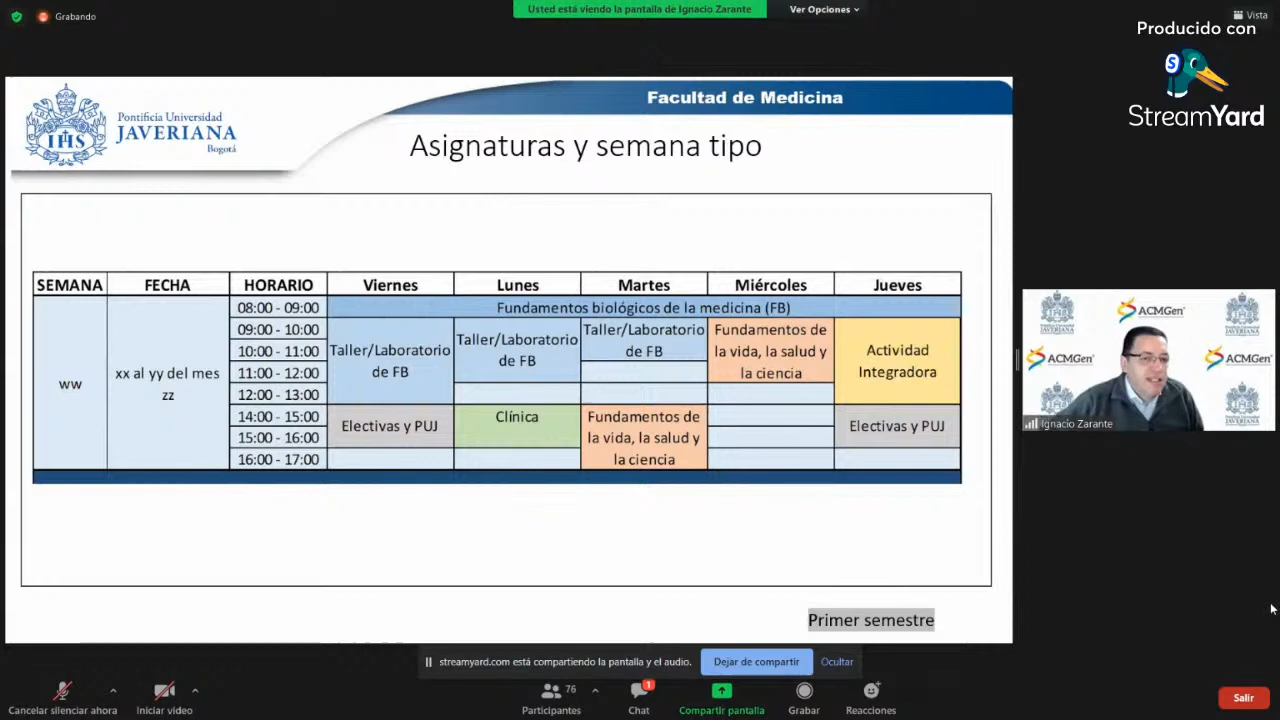 Grabando
Usted está viendo la pantalla de Ignacio Zarante
Ver Opciones
Vista
Producido con
S
StreamYard
Pontificia Universidad
JAVERIANA
Bogotá
IHS
Facultad de Medicina
Asignaturas y semana tipo
SEMANA FECHA HORARIO Viernes Lunes Martes Miércoles Jueves
ww
xx al yy del mes
zz
08:00 - 09:00
09:00 - 10:00
10:00 - 11:00
11:00 - 12:00
12:00 - 13:00
14:00 - 15:00
15:00 - 16:00
16:00 - 17:00
Fundamentos biológicos de la medicina (FB)
Taller/Laboratorio
de FB
Taller/Laboratorio
de FB
Taller/Laboratorio
de FB
Fundamentos de
la vida, la salud y
la ciencia
Actividad
Integradora
Electivas y PUJ
Clínica
Fundamentos de
la vida, la salud y
la ciencia
Electivas y PUJ
Primer semestre
ACMGen
ACMGen
ACMGen
Ignacio Zarante
streamyard.com está compartiendo la pantalla y el audio.
Dejar de compartir
Ocultar
Cancelar silenciar ahora
Iniciar video
76
Participantes
1
Chat
Compartir pantalla
Grabar
Reacciones
Salir